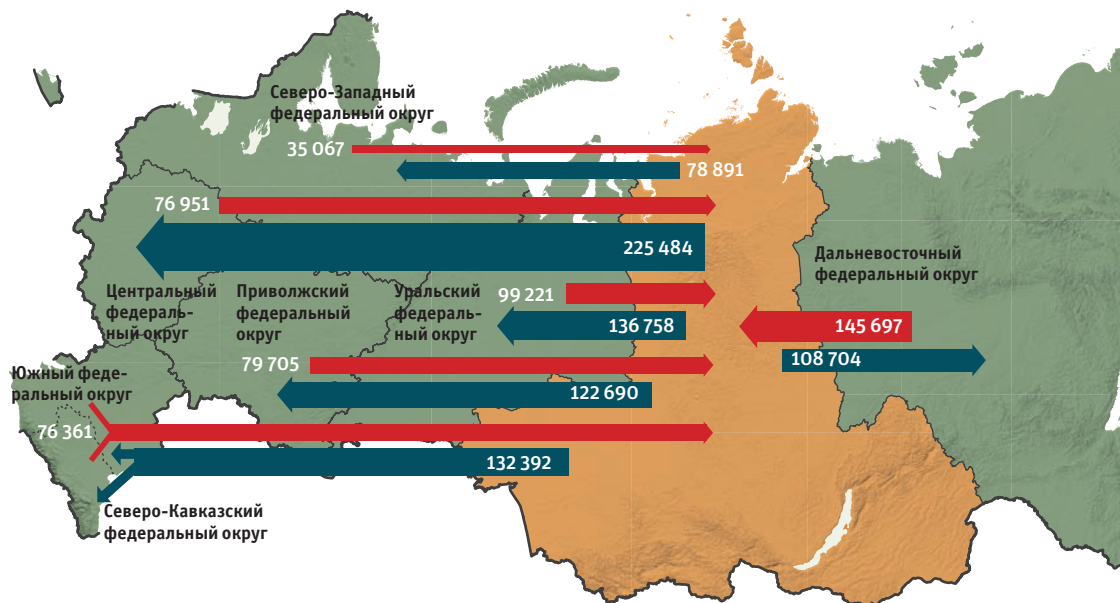 Северо-Западный
федеральный округ
35 067
78 891
76 951
225 484
Дальневосточный
федеральный округ
Центральный
федераль-
ный округ
Приволжский
федеральный
округ
Уральский
федераль-
ный округ
99 221
136 758
145 697
108 704
79 705
122 690
Южный феде-
ральный округ
76 361
132 392
Северо-Кавказский
федеральный округ